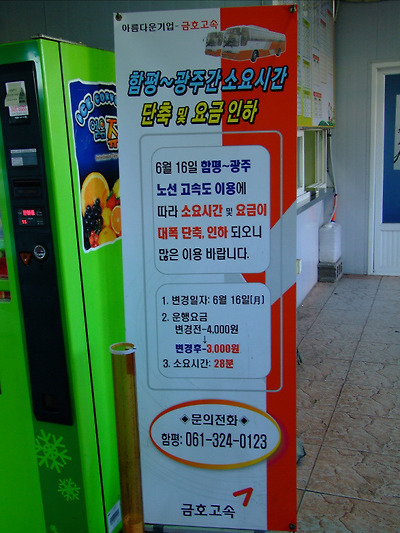 아름다운기업-금호고속
함평~광주간 소요시간
단축 및 요금 인하
6월 16일 함평~광주
노선 고속도 이용에
따라 소요시간 및 요금이
대폭 단축, 인하 되오니
많은 이용 바랍니다.
1. 변경일자: 6월 16일(月)
2. 운행요금
변경전-4,000원
↓
변경후-3,000원
3. 소요시간: 28분
◈문의전화◈
함평: 061-324-0123
금호고속